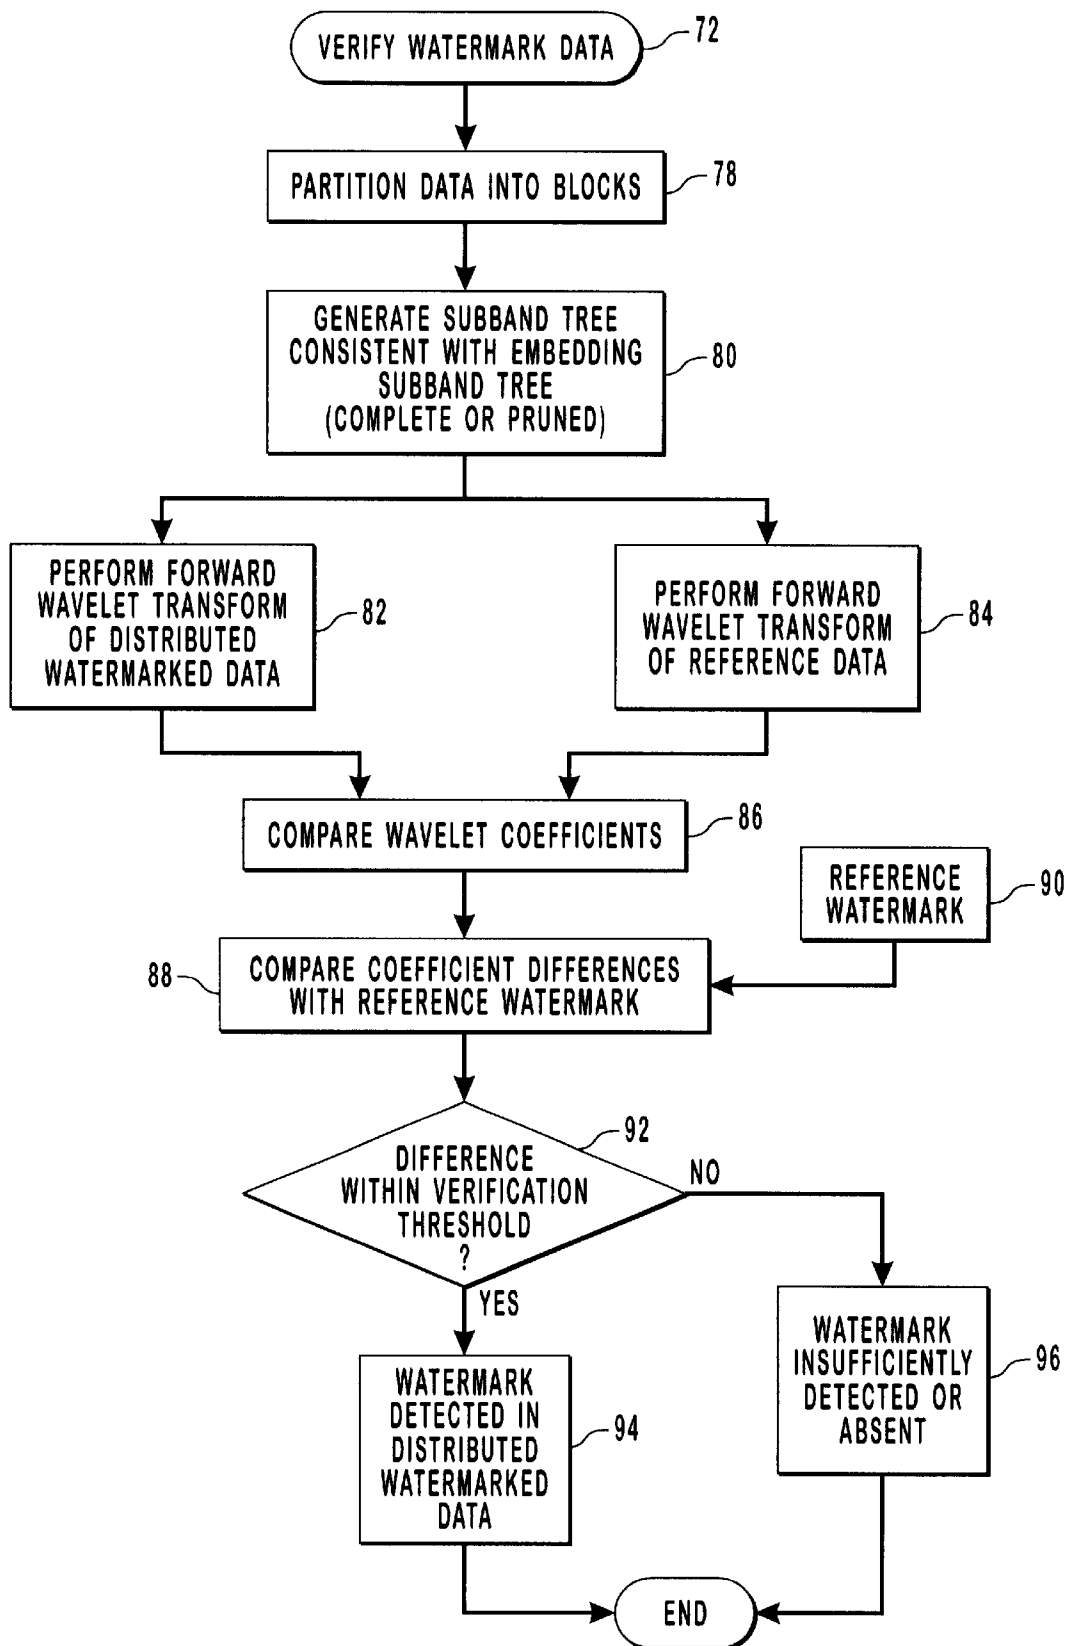 VERIFY WATERMARK DATA
72
PARTITION DATA INTO BLOCKS
78
GENERATE SUBBAND TREE
CONSISTENT WITH EMBEDDING
SUBBAND TREE
(COMPLETE OR PRUNED)
80
PERFORM FORWARD
WAVELET TRANSFORM
OF DISTRIBUTED
WATERMARKED DATA
82
PERFORM FORWARD
WAVELET TRANSFORM
OF REFERENCE DATA
84
COMPARE WAVELET COEFFICIENTS
86
REFERENCE
WATERMARK
90
88
COMPARE COEFFICIENT DIFFERENCES
WITH REFERENCE WATERMARK
92
DIFFERENCE
WITHIN VERIFICATION
THRESHOLD
?
NO
YES
WATERMARK
DETECTED IN
DISTRIBUTED
WATERMARKED
DATA
94
WATERMARK
INSUFFICIENTLY
DETECTED OR
ABSENT
96
END